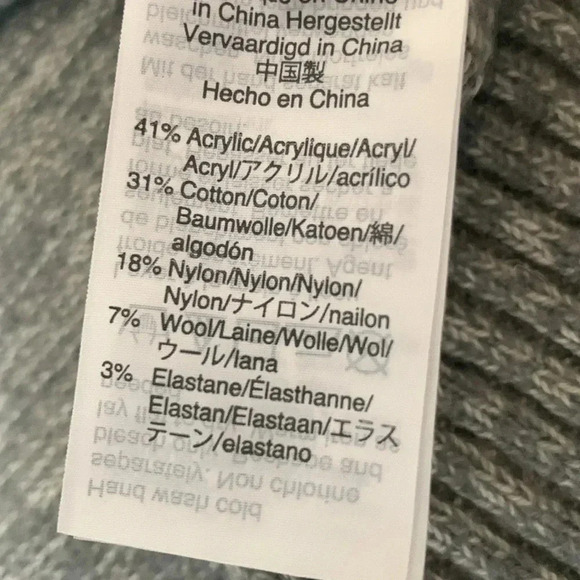 in China Hergestellt
Vervaardigd in China
中国製
Hecho en China
41% Acrylic/Acrylique/Acryl/
Acryl/アクリル/acrílico
31% Cotton/Coton/
Baumwolle/Katoen/綿/
algodón
18% Nylon/Nylon/Nylon/
Nylon/ナイロン/nailon
7% Wool/Laine/Wolle/Wol/
ウール/lana
3% Elastane/Élasthanne/
Elastan/Elastaan/エラス
テーン/elastano